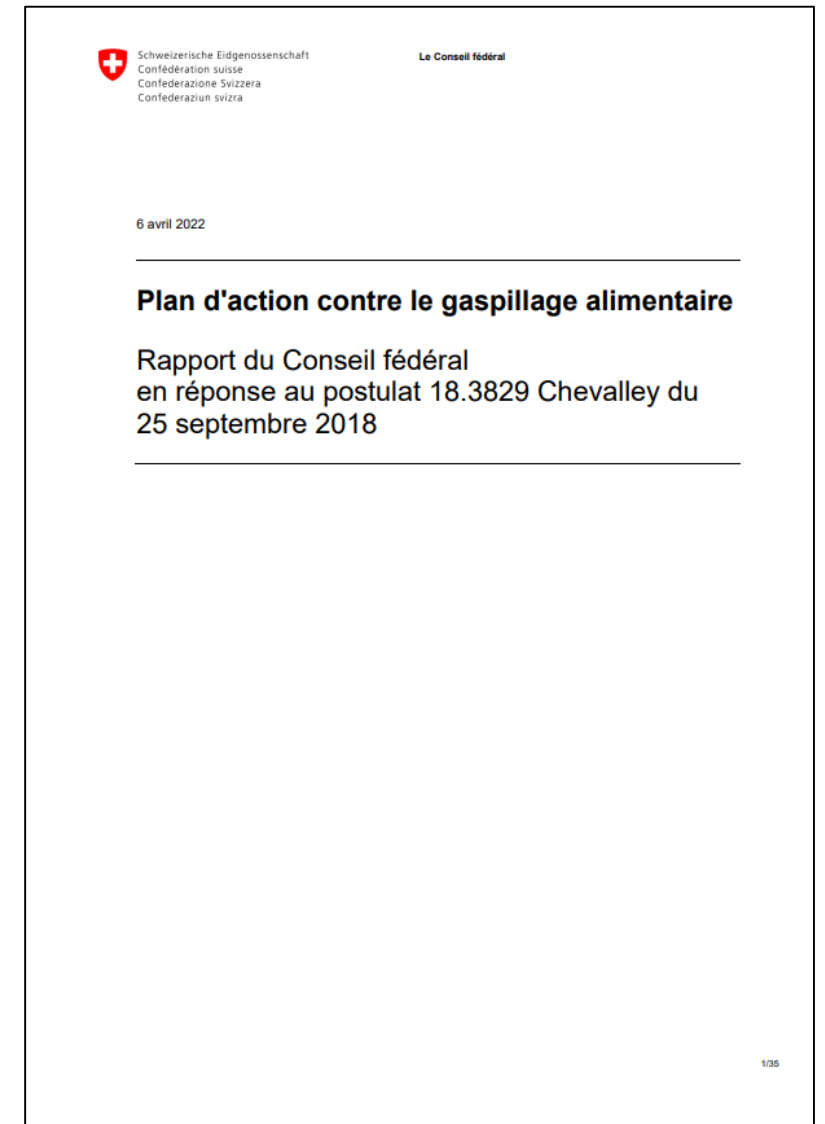 Schweizerische Eidgenossenschaft
Confédération suisse
Confederazione Svizzera
Confederaziun svizra
Le Conseil fédéral
6 avril 2022
Plan d'action contre le gaspillage alimentaire
Rapport du Conseil fédéral
en réponse au postulat 18.3829 Chevalley du
25 septembre 2018
1/35